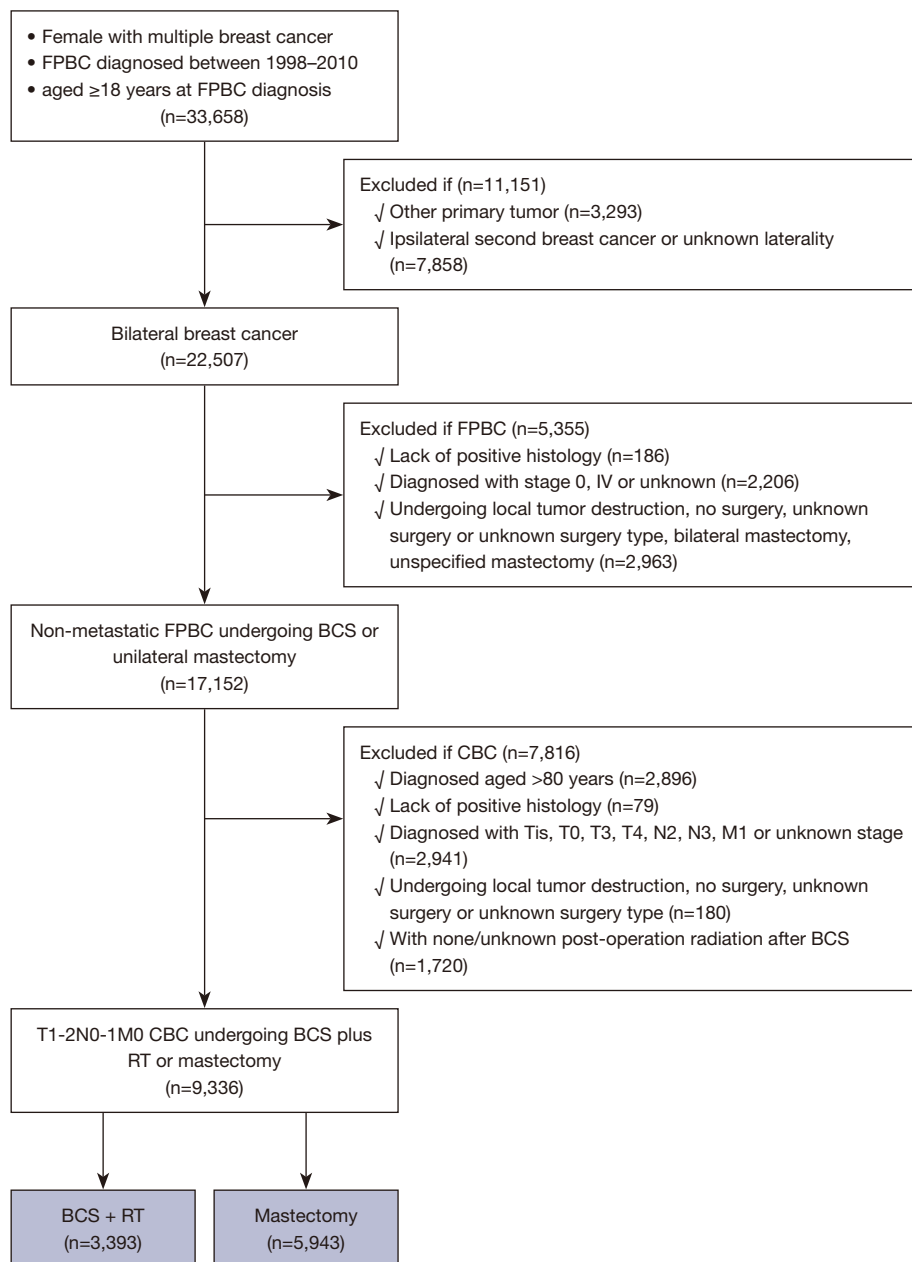 • Female with multiple breast cancer
• FPBC diagnosed between 1998–2010
• aged ≥18 years at FPBC diagnosis
(n=33,658)
Excluded if (n=11,151)
√ Other primary tumor (n=3,293)
√ Ipsilateral second breast cancer or unknown laterality
(n=7,858)
Bilateral breast cancer
(n=22,507)
Excluded if FPBC (n=5,355)
√ Lack of positive histology (n=186)
√ Diagnosed with stage 0, IV or unknown (n=2,206)
√ Undergoing local tumor destruction, no surgery, unknown
surgery or unknown surgery type, bilateral mastectomy,
unspecified mastectomy (n=2,963)
Non-metastatic FPBC undergoing BCS or
unilateral mastectomy
(n=17,152)
Excluded if CBC (n=7,816)
√ Diagnosed aged >80 years (n=2,896)
√ Lack of positive histology (n=79)
√ Diagnosed with Tis, T0, T3, T4, N2, N3, M1 or unknown stage
(n=2,941)
√ Undergoing local tumor destruction, no surgery, unknown
surgery or unknown surgery type (n=180)
√ With none/unknown post-operation radiation after BCS
(n=1,720)
T1-2N0-1M0 CBC undergoing BCS plus
RT or mastectomy
(n=9,336)
BCS + RT
(n=3,393)
Mastectomy
(n=5,943)